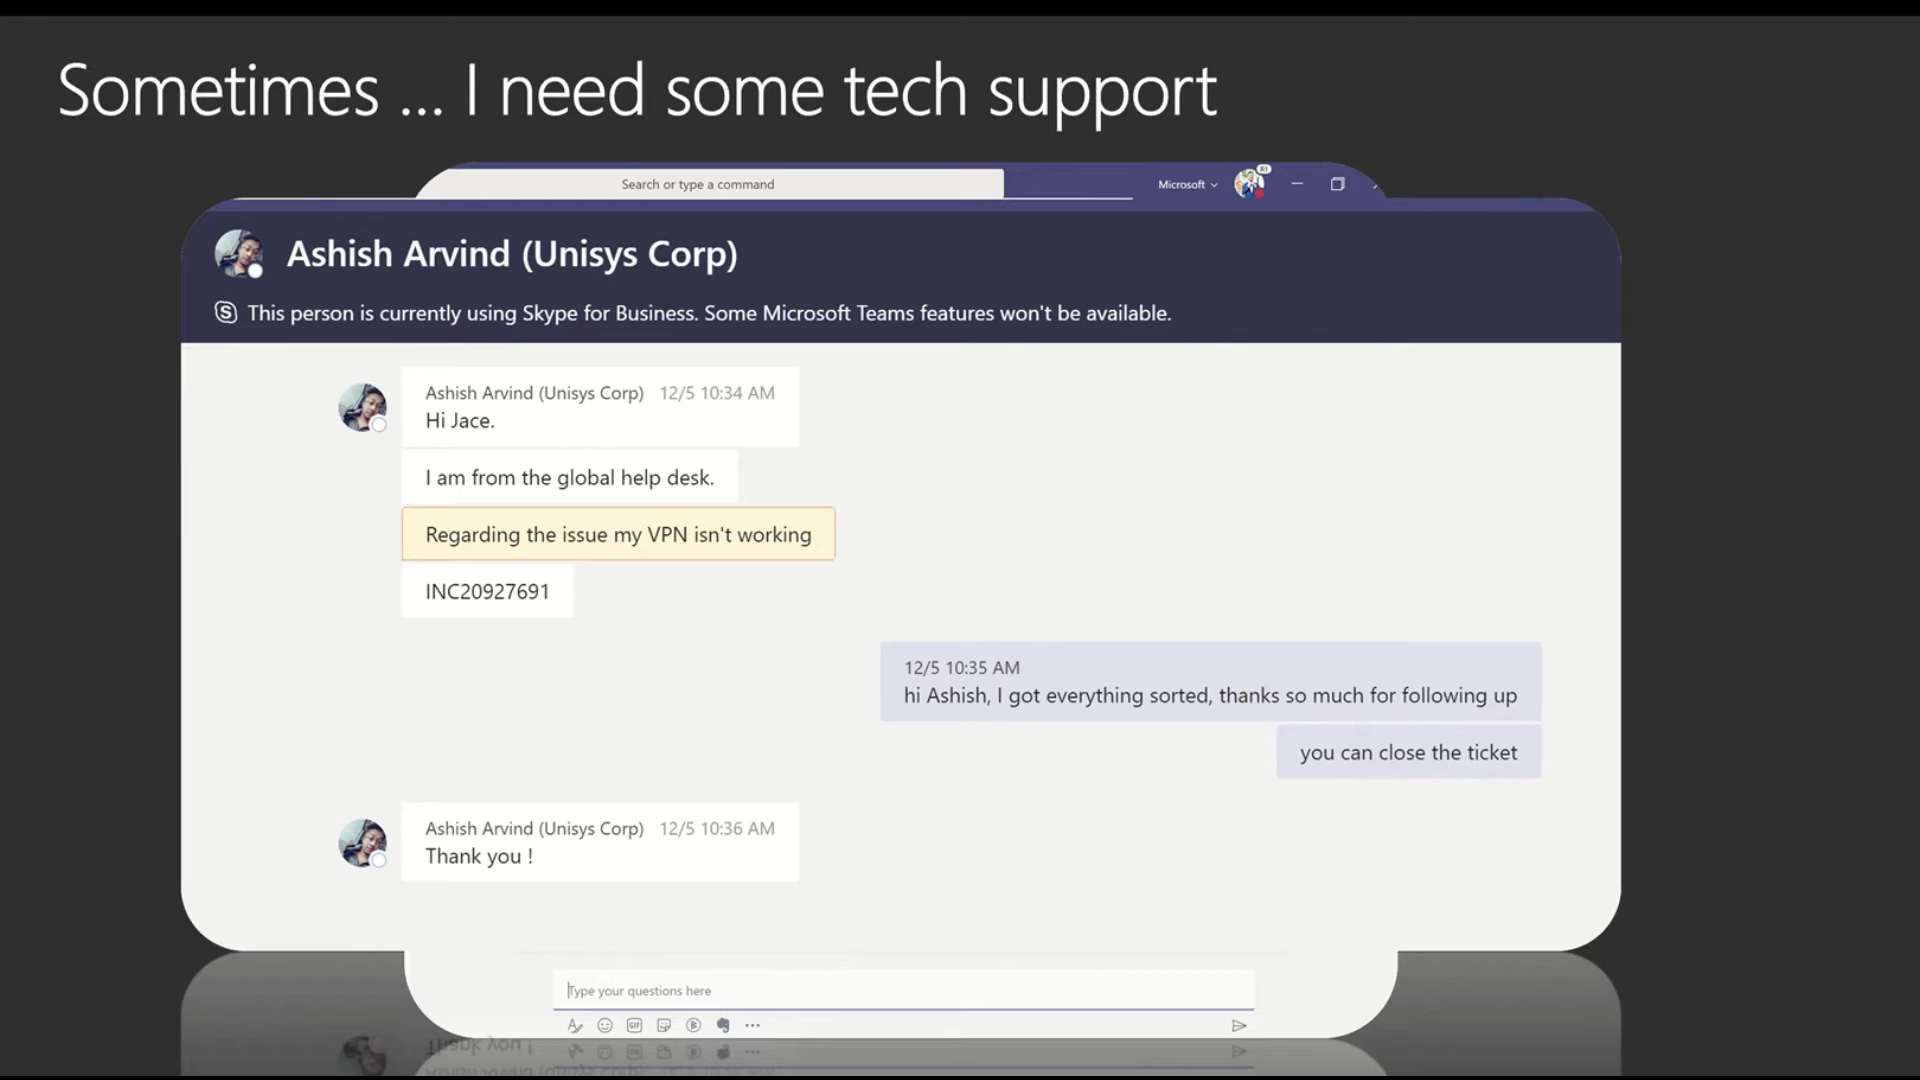 Sometimes ... I need some tech support
Search or type a command
Microsoft
R1
Ashish Arvind (Unisys Corp)
This person is currently using Skype for Business. Some Microsoft Teams features won't be available.
Ashish Arvind (Unisys Corp) 12/5 10:34 AM
Hi Jace.
I am from the global help desk.
Regarding the issue my VPN isn't working
INC20927691
12/5 10:35 AM
hi Ashish, I got everything sorted, thanks so much for following up
you can close the ticket
Ashish Arvind (Unisys Corp) 12/5 10:36 AM
Thank you !
Type your questions here
GIF